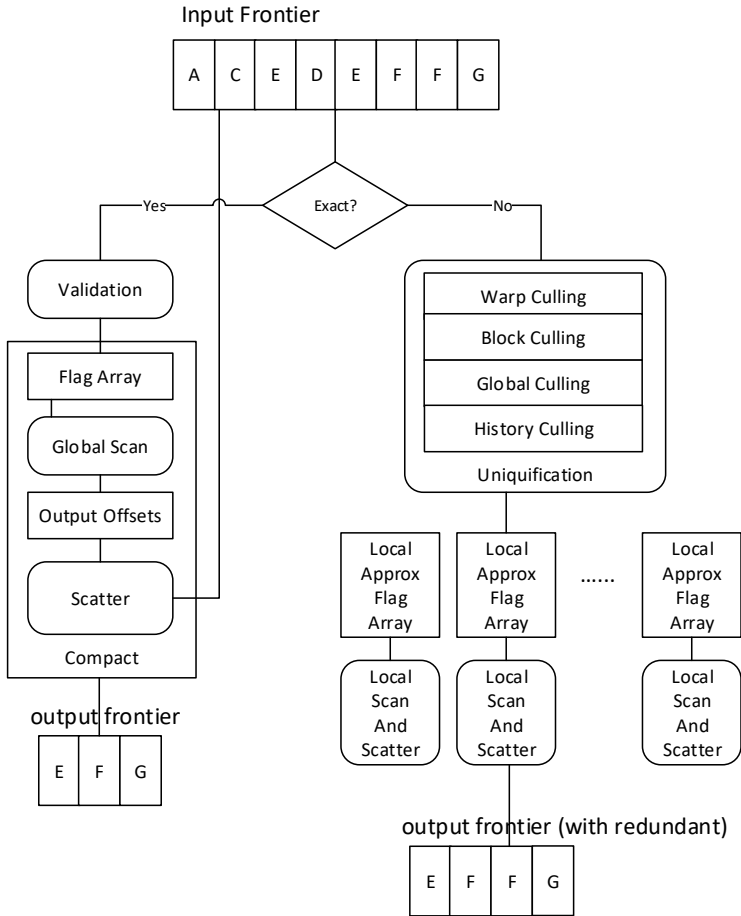 Input Frontier
A C E D E F F G
Exact?
Yes
No
Validation
Flag Array
Global Scan
Output Offsets
Scatter
Compact
output frontier
E F G
Warp Culling
Block Culling
Global Culling
History Culling
Uniquification
Local
Approx
Flag
Array
Local
Scan
And
Scatter
Local
Approx
Flag
Array
Local
Scan
And
Scatter
......
Local
Approx
Flag
Array
Local
Scan
And
Scatter
output frontier (with redundant)
E F F G